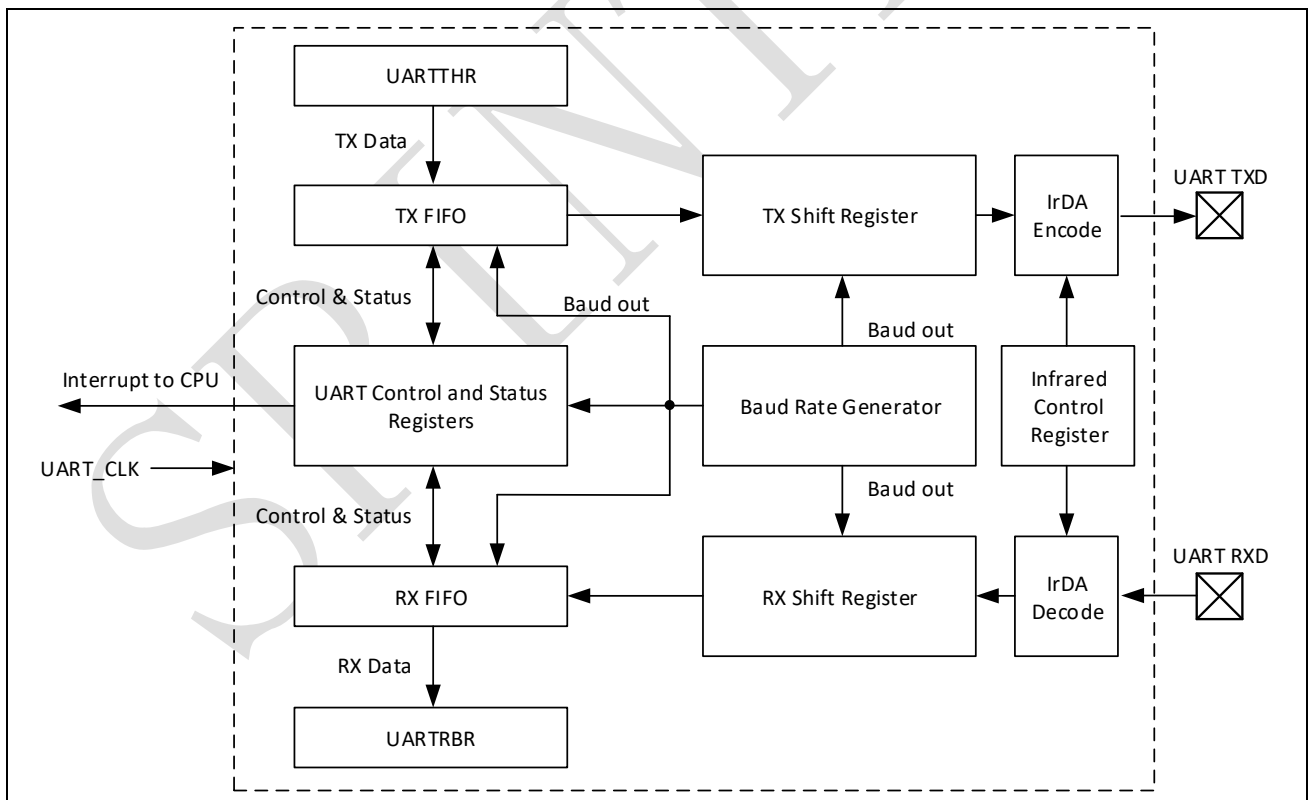 UARTTHR
TX Data
TX FIFO
TX Shift Register
IrDA
Encode
UART TXD
Control & Status
Baud out
Baud out
Interrupt to CPU
UART Control and Status
Registers
Baud Rate Generator
Infrared
Control
Register
UART_CLK
Control & Status
Baud out
RX FIFO
RX Shift Register
IrDA
Decode
UART RXD
RX Data
UARTRBR